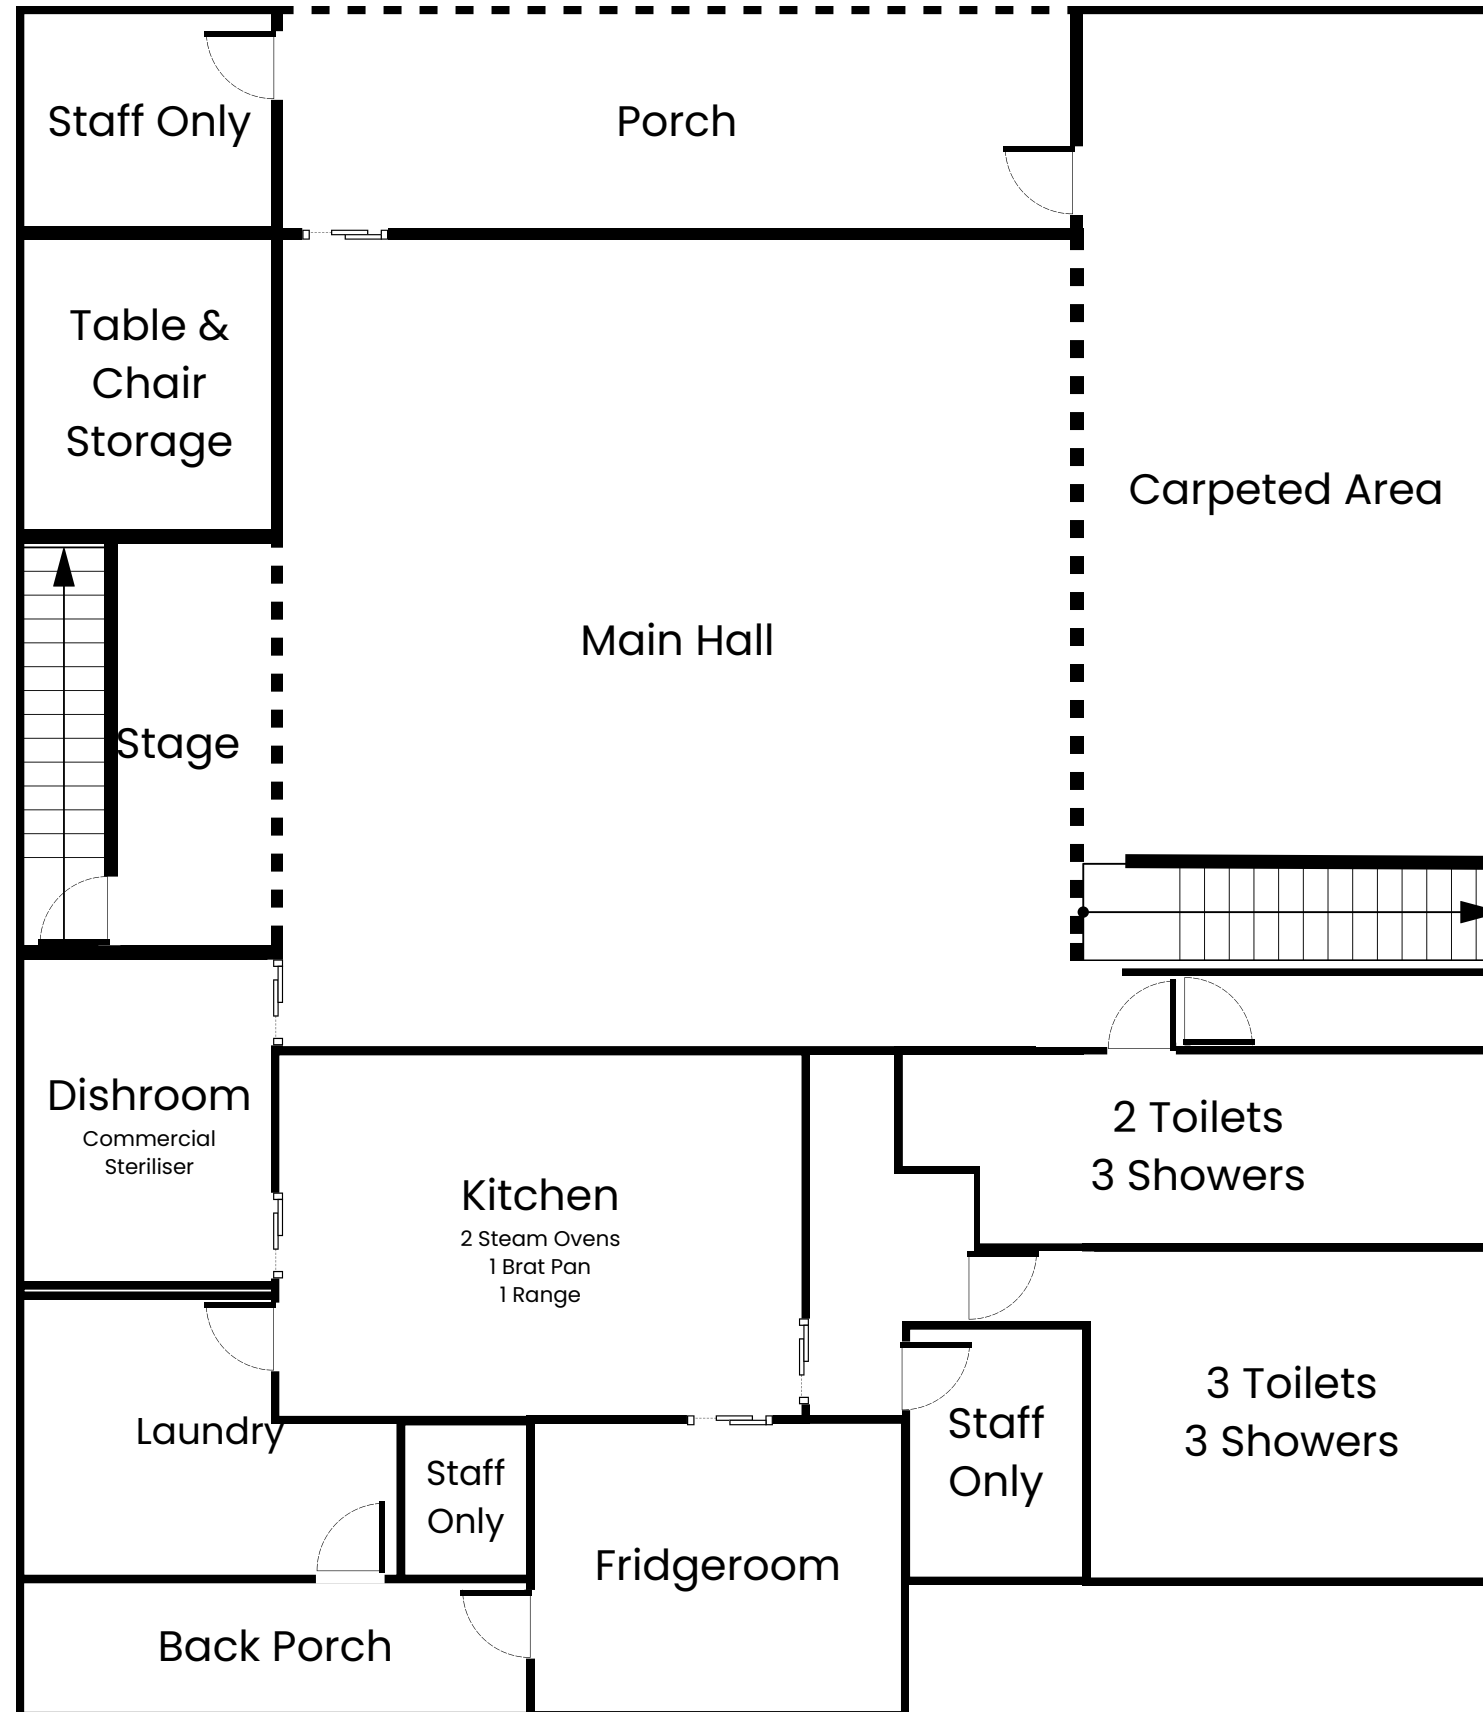 Staff Only
Porch
Table &
Chair
Storage
Carpeted Area
Main Hall
Stage
Dishroom
Commercial
Steriliser
Kitchen
2 Steam Ovens
1 Brat Pan
1 Range
2 Toilets
3 Showers
3 Toilets
3 Showers
Laundry
Staff
Only
Staff
Only
Fridgeroom
Back Porch